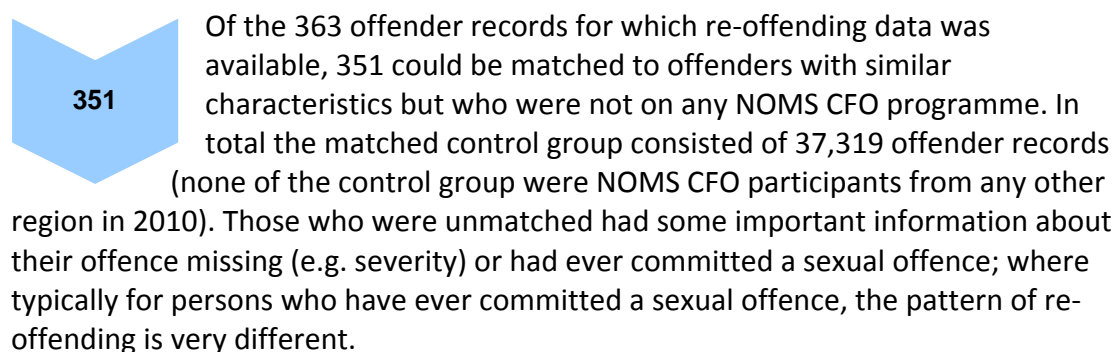 Of the 363 offender records for which re-offending data was
available, 351 could be matched to offenders with similar
351
characteristics but who were not on any NOMS CFO programme. In
total the matched control group consisted of 37,319 offender records
(none of the control group were NOMS CFO participants from any other
region in 2010). Those who were unmatched had some important information about
their offence missing (e.g. severity) or had ever committed a sexual offence; where
typically for persons who have ever committed a sexual offence, the pattern of re-
offending is very different.